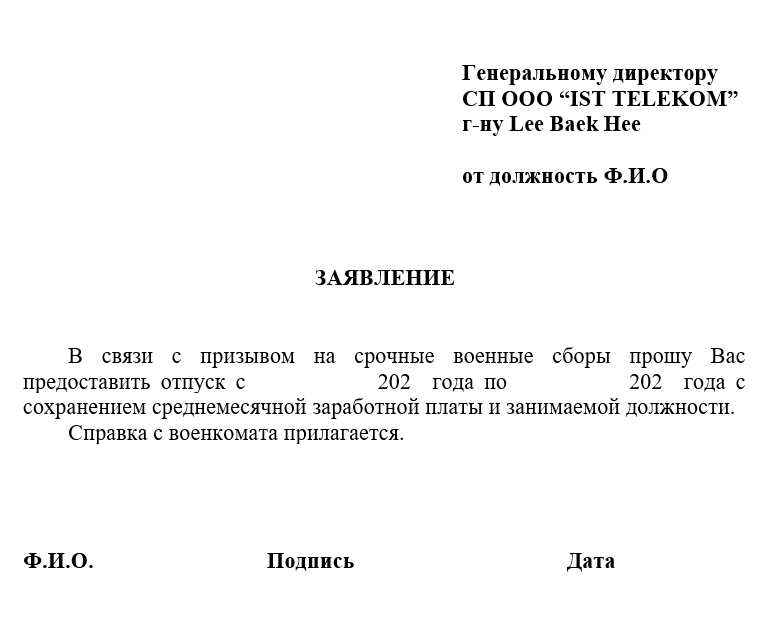 Генеральному директору
СП ООО “IST TELEKOM”
г-ну Lee Baek Hee
от должность Ф.И.О
ЗАЯВЛЕНИЕ
В связи с призывом на срочные военные сборы прошу Вас
предоставить отпуск с 202 года по 202 года с
сохранением среднемесячной заработной платы и занимаемой должности.
Справка с военкомата прилагается.
Ф.И.О. Подпись Дата